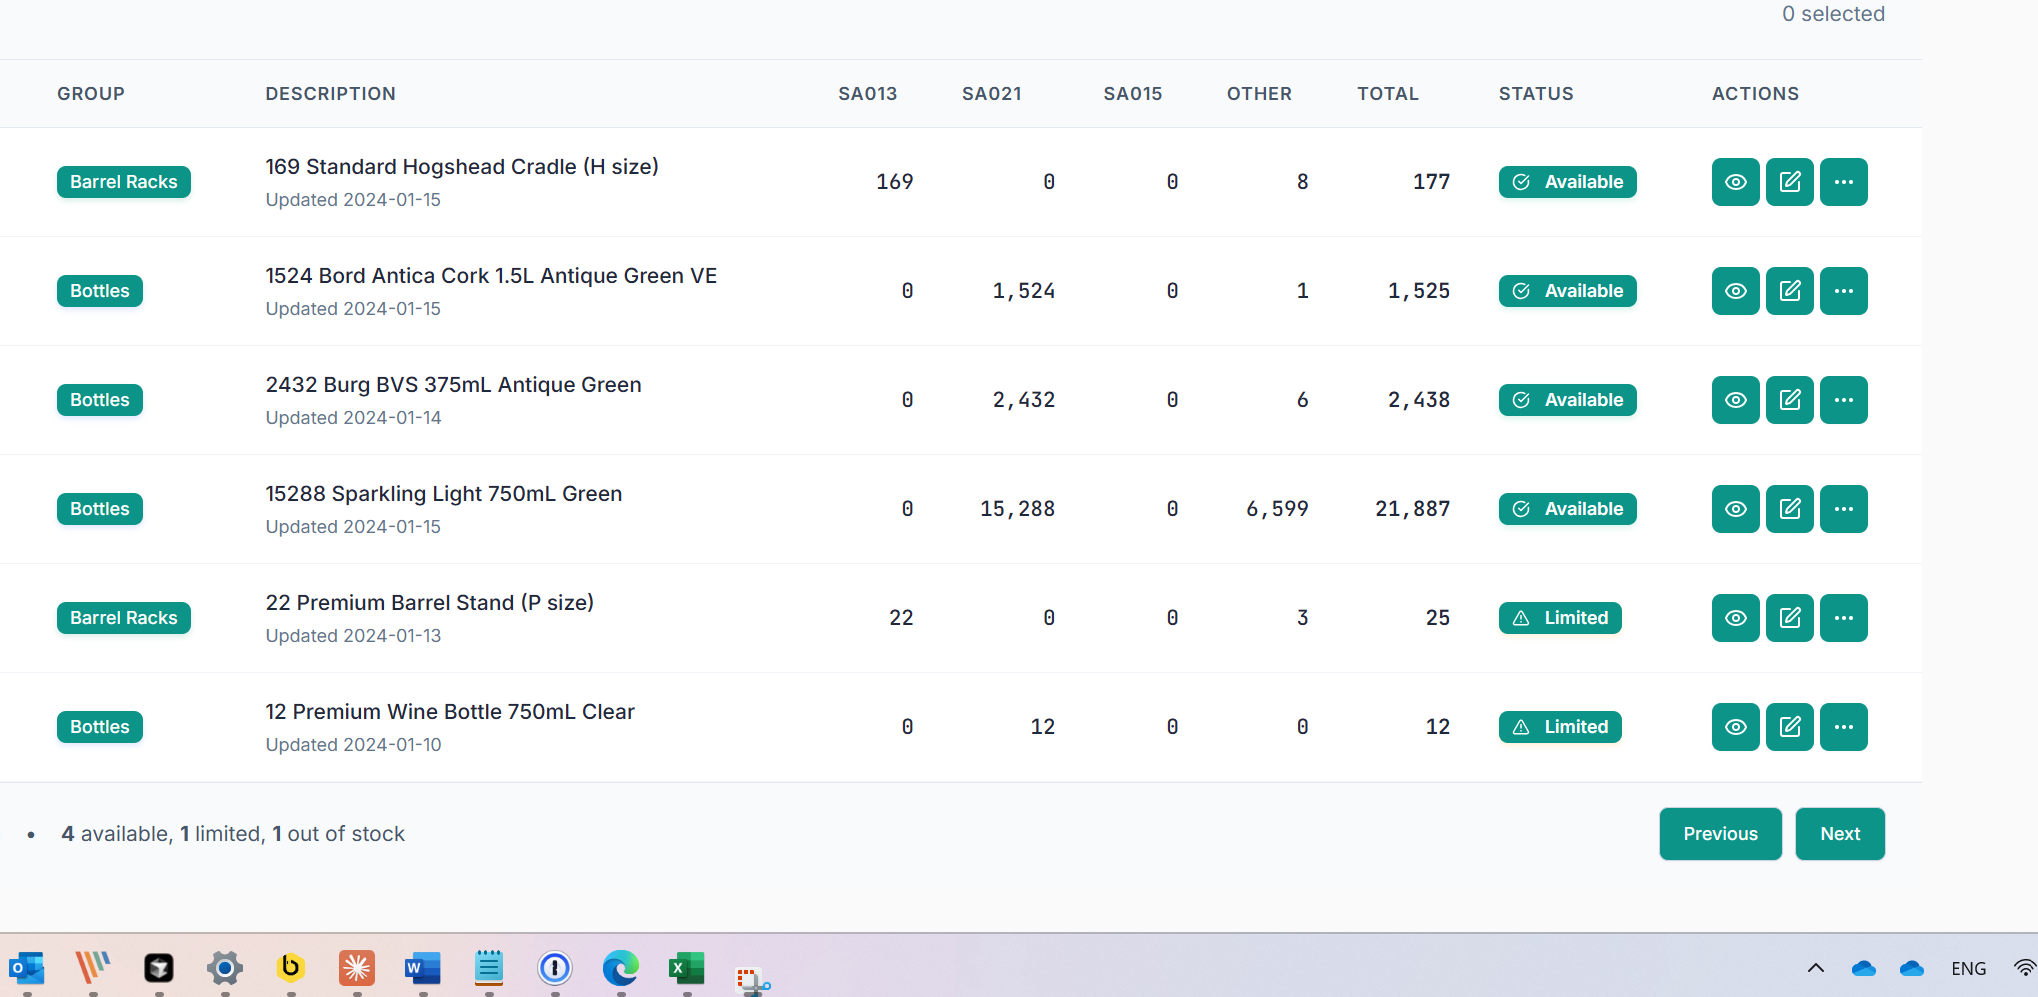 0 selected
GROUP DESCRIPTION SA013 SA021 SA015 OTHER TOTAL STATUS ACTIONS
Barrel Racks 169 Standard Hogshead Cradle (H size) 169 0 0 8 177 Available
Updated 2024-01-15
Bottles 1524 Bord Antica Cork 1.5L Antique Green VE 0 1,524 0 1 1,525 Available
Updated 2024-01-15
Bottles 2432 Burg BVS 375mL Antique Green 0 2,432 0 6 2,438 Available
Updated 2024-01-14
Bottles 15288 Sparkling Light 750mL Green 0 15,288 0 6,599 21,887 Available
Updated 2024-01-15
Barrel Racks 22 Premium Barrel Stand (P size) 22 0 0 3 25 Limited
Updated 2024-01-13
Bottles 12 Premium Wine Bottle 750mL Clear 0 12 0 0 12 Limited
Updated 2024-01-10
• 4 available, 1 limited, 1 out of stock Previous Next
ENG